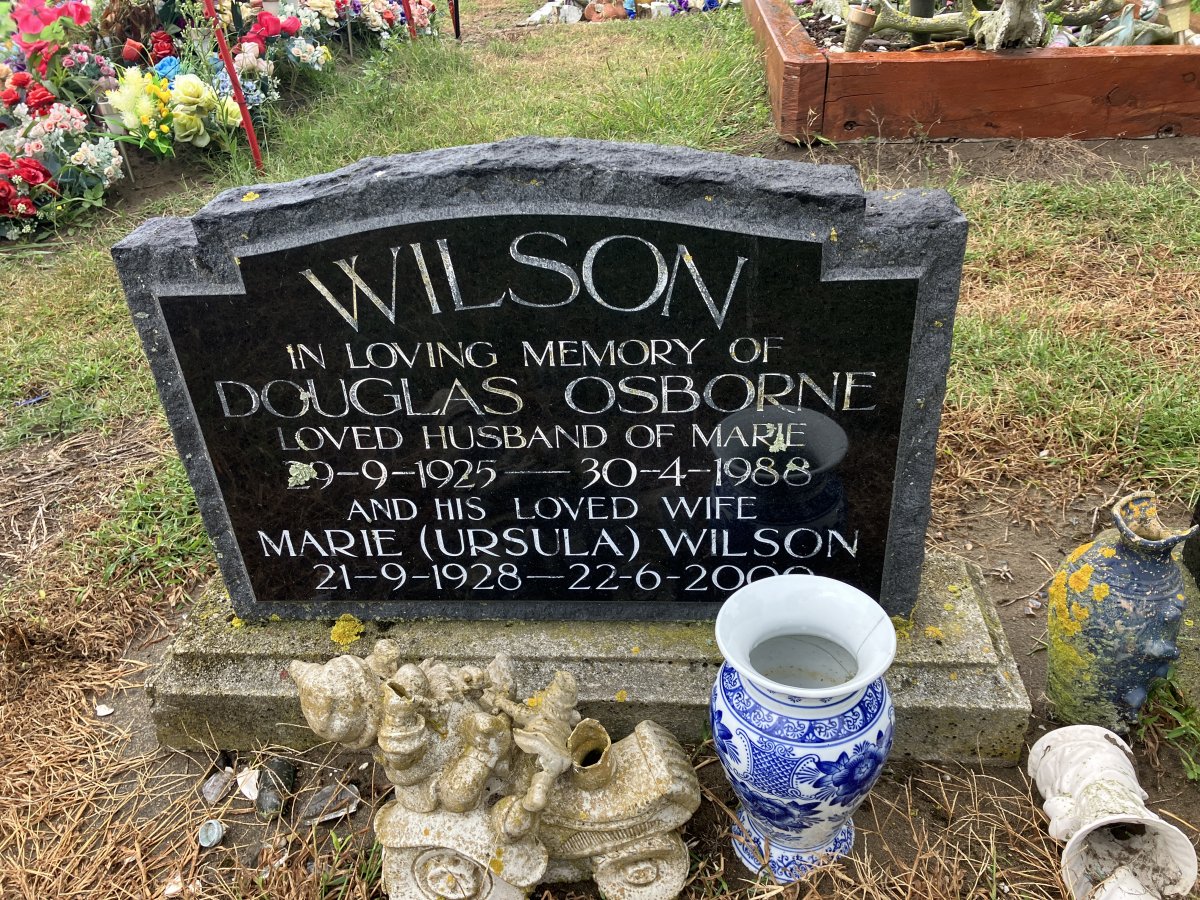 WILSON
IN LOVING MEMORY OF
DOUGLAS OSBORNE
LOVED HUSBAND OF MARIE
29-9-1925 — 30-4-1988
AND HIS LOVED WIFE
MARIE (URSULA) WILSON
21-9-1928 — 22-6-